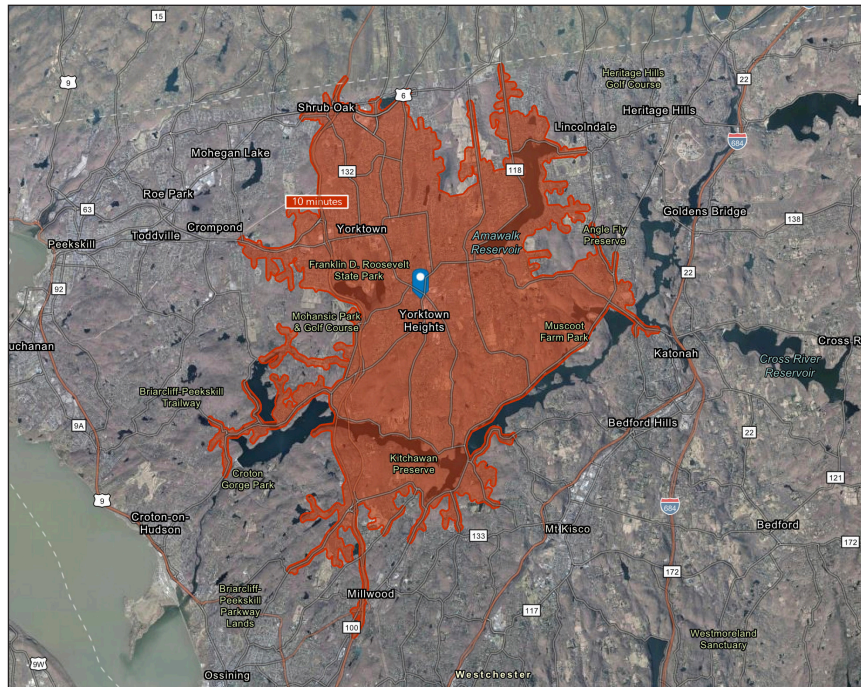 15
Heritage Hills
Golf Course
22
9
6
Shrub Oak
Heritage Hills
Lincolndale
684
Mohegan Lake
132
118
Roe Park
10 minutes
63
Goldens Bridge
138
Crompond
Yorktown
Toddville
Amawalk
Reservoir
Angle Fly
Preserve
Peekskill
Franklin D. Roosevelt
State Park
22
92
Mohansic Park
& Golf Course
Yorktown
Heights
Muscoot
Farm Park
uchanan
Katonah
Cross R
Cross River
Reservoir
Briarcliff-Peekskill
Trailway
9A
Bedford Hills
22
Kitchawan
Preserve
Croton
Gorge Park
121
9
684
Croton-on-
Hudson
Mt Kisco
Bedford
133
172
172
Briarcliff-
Peekskill
Parkway
Lands
Millwood
117
100
Westmoreland
Sanctuary
9W
Ossining
Westchester